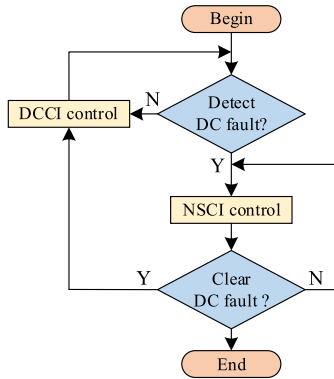 Begin
N
Detect
DC fault?
DCCI control
Y
NSCI control
Y
Clear
DC fault ?
N
End